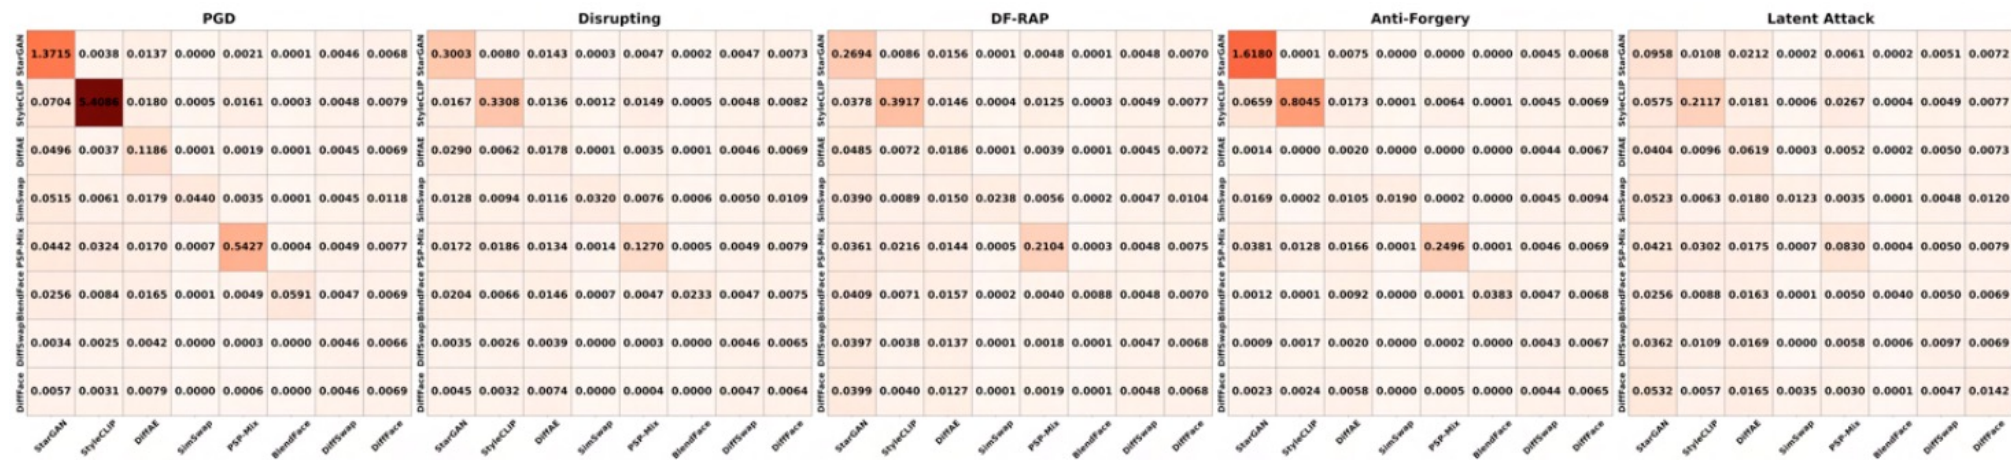 PGD Disrupting DF-RAP Anti-Forgery Latent Attack
StarGAN 1.3715 0.0038 0.0137 0.0000 0.0021 0.0001 0.0046 0.0068 StarGAN 0.3003 0.0080 0.0143 0.0003 0.0047 0.0002 0.0047 0.0073 StarGAN 0.2694 0.0086 0.0156 0.0001 0.0048 0.0001 0.0048 0.0070 StarGAN 1.6180 0.0001 0.0075 0.0000 0.0000 0.0000 0.0045 0.0068 StarGAN 0.0958 0.0108 0.0212 0.0002 0.0061 0.0002 0.0051 0.0072
StyleCLIP 0.0704 5.4086 0.0180 0.0005 0.0161 0.0003 0.0048 0.0079 StyleCLIP 0.0167 0.3308 0.0136 0.0012 0.0149 0.0005 0.0048 0.0082 StyleCLIP 0.0378 0.3917 0.0146 0.0004 0.0125 0.0003 0.0049 0.0077 StyleCLIP 0.0659 0.8045 0.0173 0.0001 0.0064 0.0001 0.0045 0.0069 StyleCLIP 0.0575 0.2117 0.0181 0.0006 0.0267 0.0004 0.0049 0.0077
DiffAE 0.0496 0.0037 0.1186 0.0001 0.0019 0.0001 0.0045 0.0069 DiffAE 0.0290 0.0062 0.0178 0.0001 0.0035 0.0001 0.0046 0.0069 DiffAE 0.0485 0.0072 0.0186 0.0001 0.0039 0.0001 0.0045 0.0072 DiffAE 0.0014 0.0000 0.0020 0.0000 0.0000 0.0000 0.0044 0.0067 DiffAE 0.0404 0.0096 0.0619 0.0003 0.0052 0.0002 0.0050 0.0073
SimSwap 0.0515 0.0061 0.0179 0.0440 0.0035 0.0001 0.0045 0.0118 SimSwap 0.0128 0.0094 0.0116 0.0320 0.0076 0.0006 0.0050 0.0109 SimSwap 0.0390 0.0089 0.0150 0.0238 0.0056 0.0002 0.0047 0.0104 SimSwap 0.0169 0.0002 0.0105 0.0190 0.0002 0.0000 0.0045 0.0094 SimSwap 0.0523 0.0063 0.0180 0.0123 0.0035 0.0001 0.0048 0.0120
PSP-Mix 0.0442 0.0324 0.0170 0.0007 0.5427 0.0004 0.0049 0.0077 PSP-Mix 0.0172 0.0186 0.0134 0.0014 0.1270 0.0005 0.0049 0.0079 PSP-Mix 0.0361 0.0216 0.0144 0.0005 0.2104 0.0003 0.0048 0.0075 PSP-Mix 0.0381 0.0128 0.0166 0.0001 0.2496 0.0001 0.0046 0.0069 PSP-Mix 0.0421 0.0302 0.0175 0.0007 0.0830 0.0004 0.0050 0.0079
BlendFace 0.0256 0.0084 0.0165 0.0001 0.0049 0.0591 0.0047 0.0069 BlendFace 0.0204 0.0066 0.0146 0.0007 0.0047 0.0233 0.0047 0.0075 BlendFace 0.0409 0.0071 0.0157 0.0002 0.0040 0.0088 0.0048 0.0070 BlendFace 0.0012 0.0001 0.0092 0.0000 0.0001 0.0383 0.0047 0.0068 BlendFace 0.0256 0.0088 0.0163 0.0001 0.0050 0.0040 0.0050 0.0069
DiffSwap 0.0034 0.0025 0.0042 0.0000 0.0003 0.0000 0.0046 0.0066 DiffSwap 0.0035 0.0026 0.0039 0.0000 0.0003 0.0000 0.0046 0.0065 DiffSwap 0.0397 0.0038 0.0137 0.0001 0.0018 0.0001 0.0047 0.0068 DiffSwap 0.0009 0.0017 0.0020 0.0000 0.0002 0.0000 0.0043 0.0067 DiffSwap 0.0362 0.0109 0.0169 0.0000 0.0058 0.0006 0.0097 0.0069
DiffFace 0.0057 0.0031 0.0079 0.0000 0.0006 0.0000 0.0046 0.0069 DiffFace 0.0045 0.0032 0.0074 0.0000 0.0004 0.0000 0.0047 0.0064 DiffFace 0.0399 0.0040 0.0127 0.0001 0.0019 0.0001 0.0048 0.0068 DiffFace 0.0023 0.0024 0.0058 0.0000 0.0005 0.0000 0.0044 0.0065 DiffFace 0.0532 0.0057 0.0165 0.0035 0.0030 0.0001 0.0047 0.0142
StarGAN StyleCLIP DiffAE SimSwap PSP-Mix BlendFace DiffSwap DiffFace StarGAN StyleCLIP DiffAE SimSwap PSP-Mix BlendFace DiffSwap DiffFace StarGAN StyleCLIP DiffAE SimSwap PSP-Mix BlendFace DiffSwap DiffFace StarGAN StyleCLIP DiffAE SimSwap PSP-Mix BlendFace DiffSwap DiffFace StarGAN StyleCLIP DiffAE SimSwap PSP-Mix BlendFace DiffSwap DiffFace